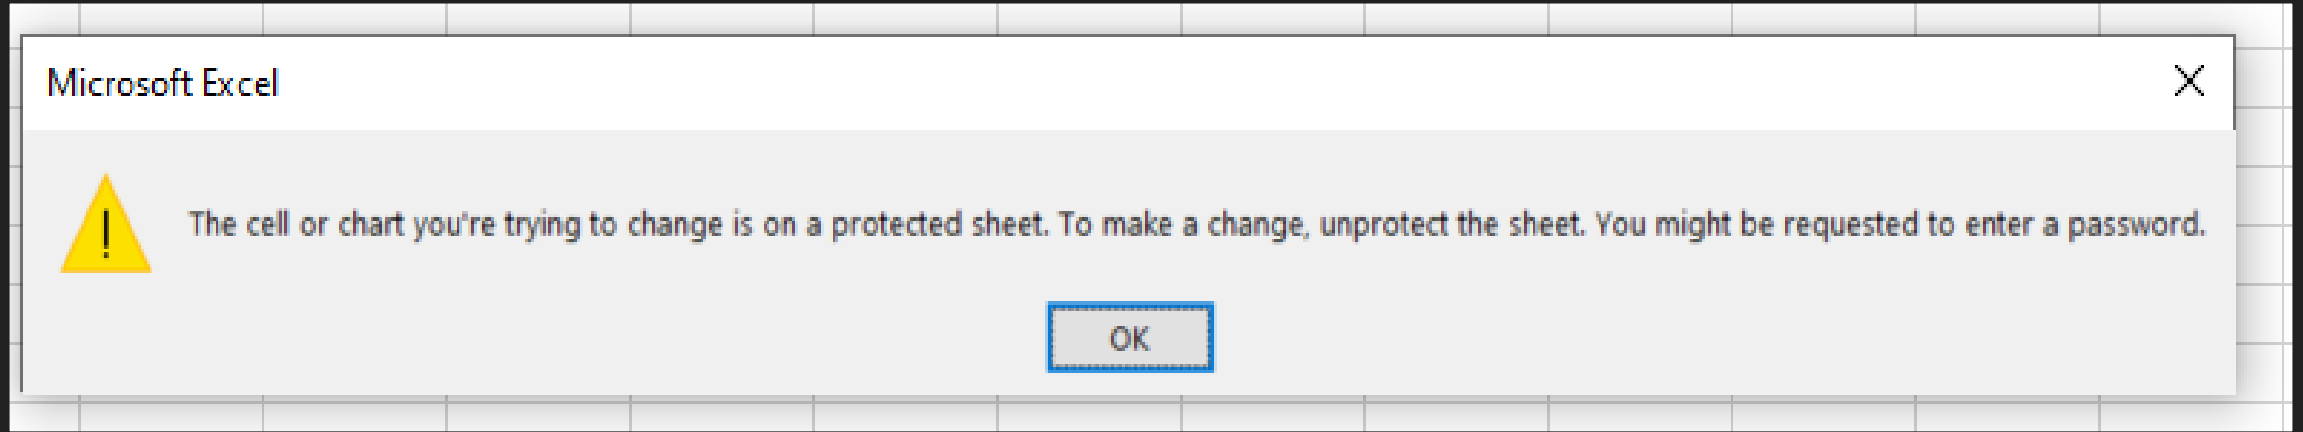 Microsoft Excel
The cell or chart you're trying to change is on a protected sheet. To make a change, unprotect the sheet. You might be requested to enter a password.
OK